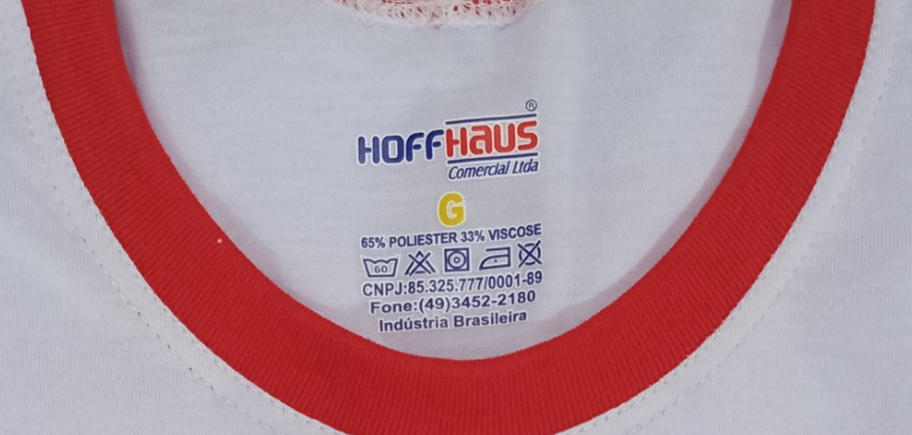 ®
HOFFHAUS
Comercial Ltda
G
65% POLIESTER 33% VISCOSE
60
CNPJ:85.325.777/0001-89
Fone:(49)3452-2180
Indústria Brasileira